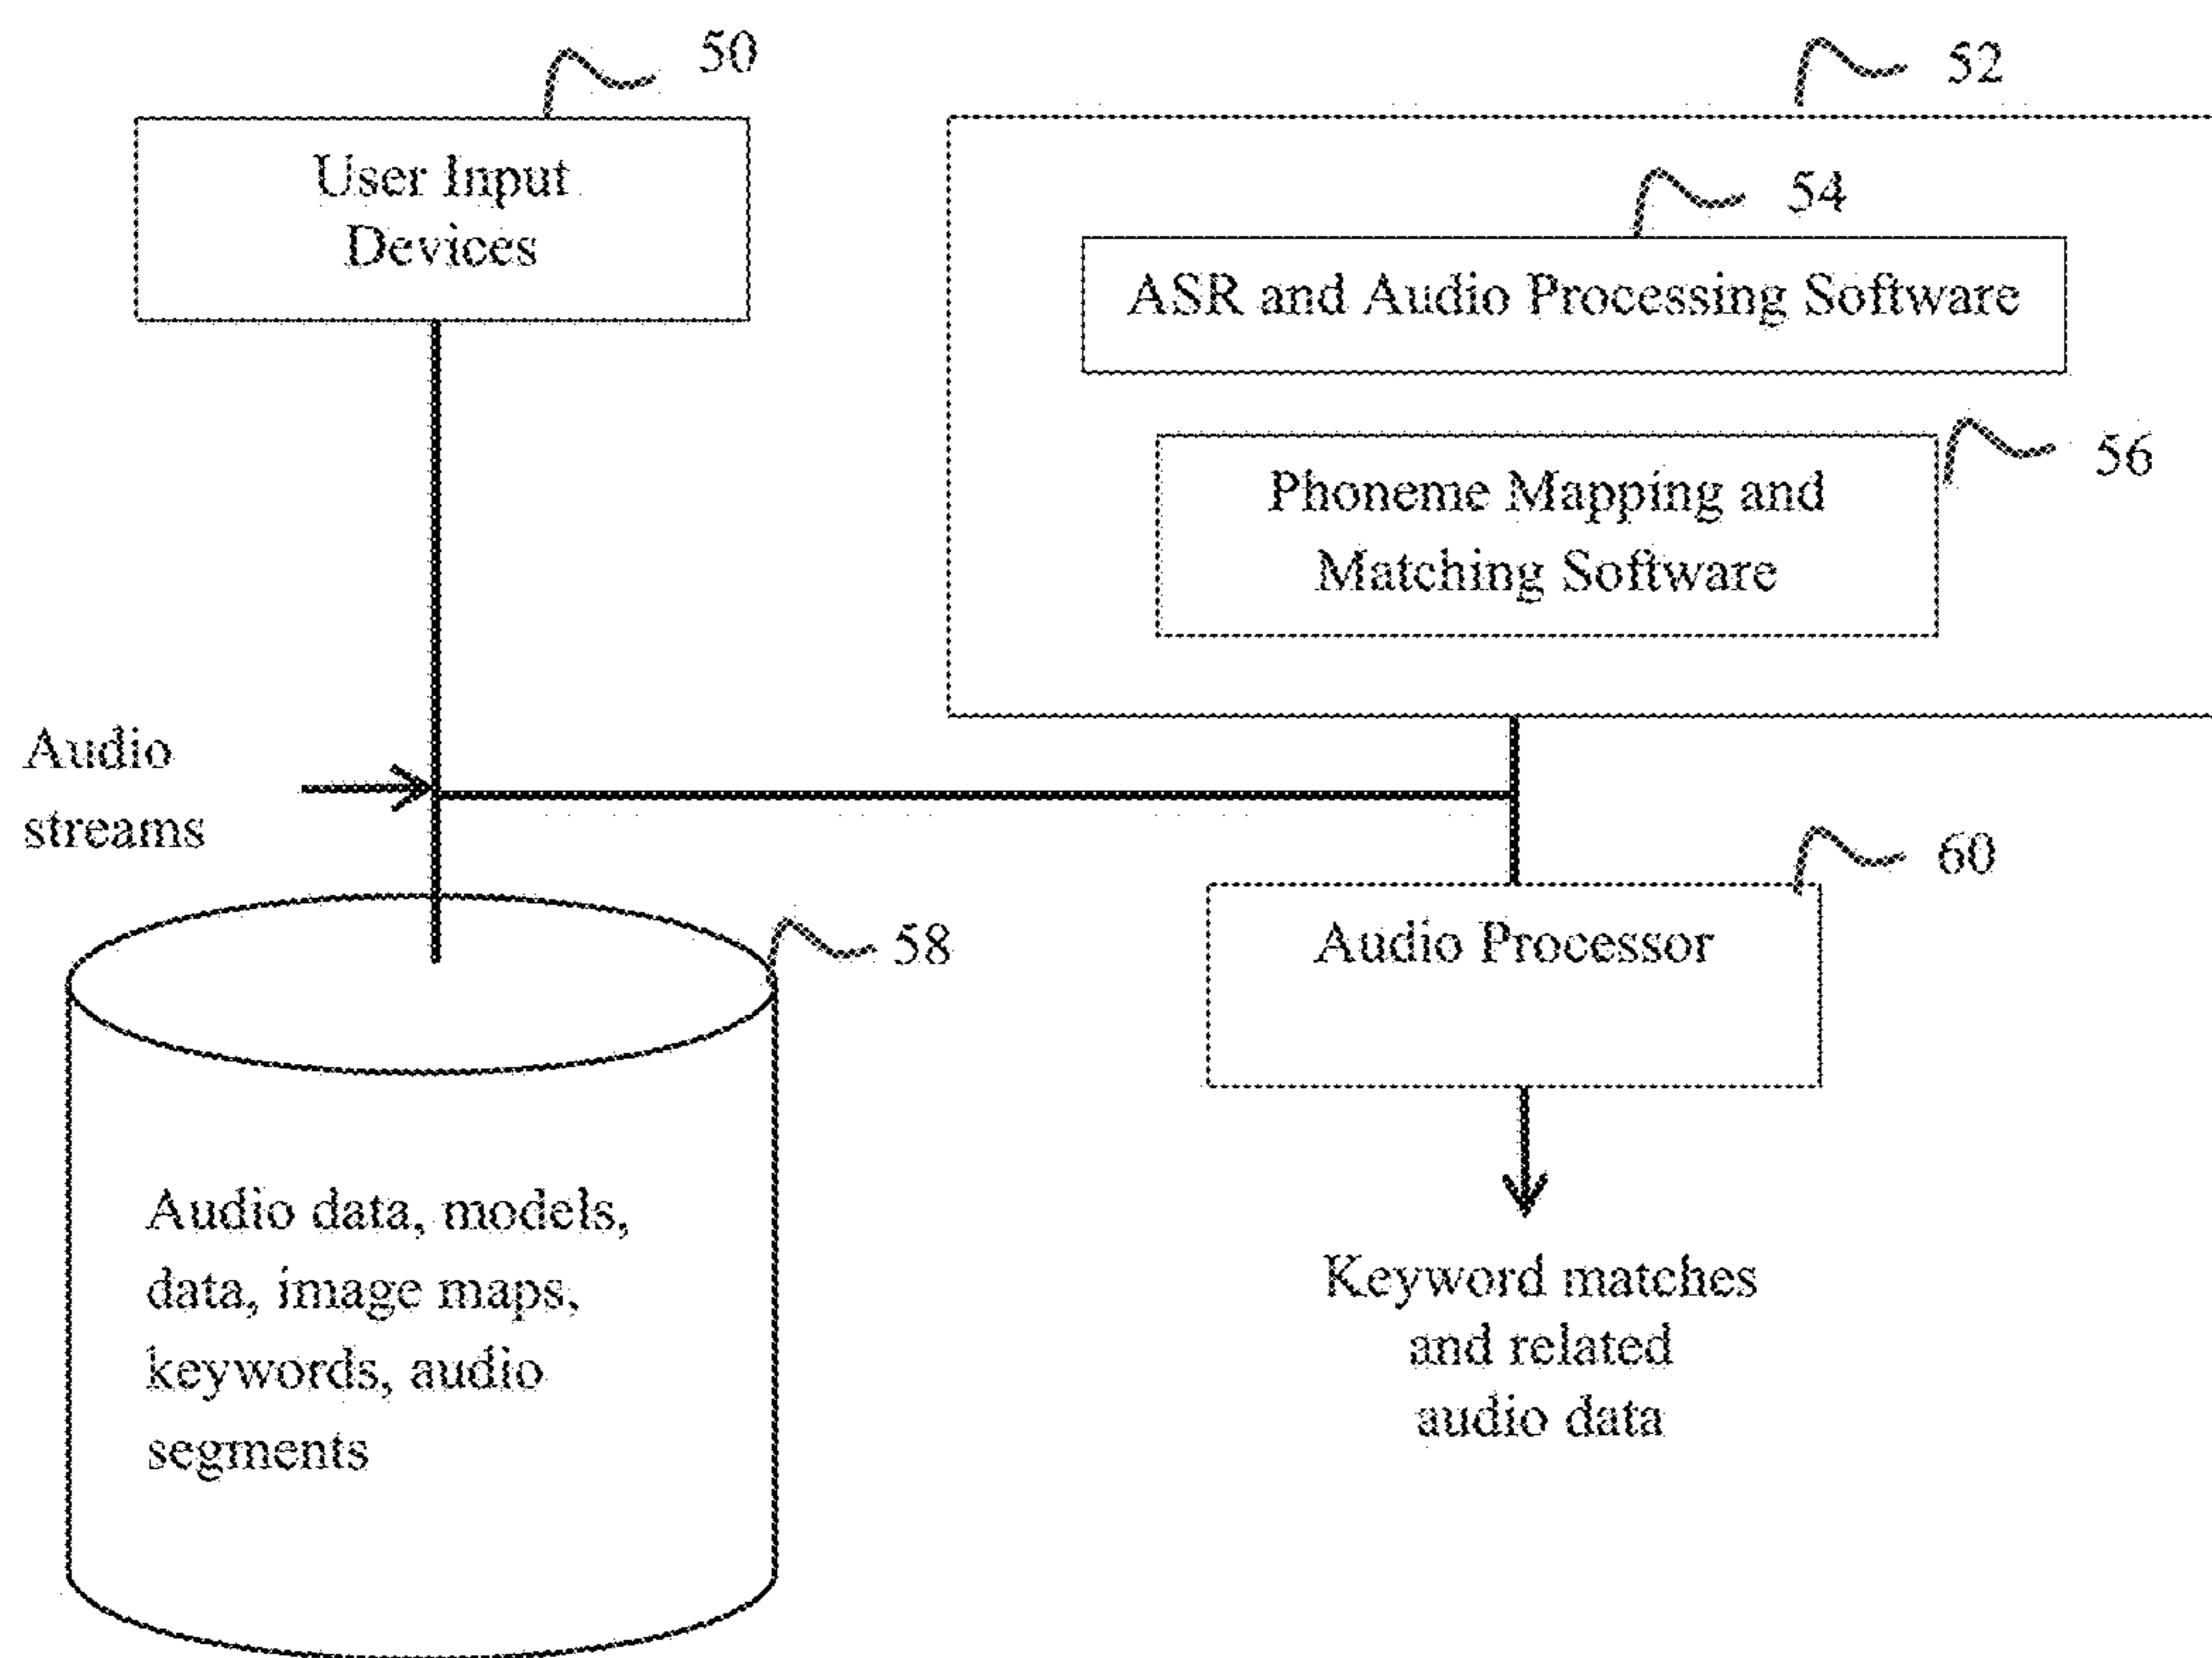 50
User Input
Devices
52
54
ASR and Audio Processing Software
56
Phoneme Mapping and
Matching Software
Audio
streams
58
Audio data, models,
data, image maps,
keywords, audio
segments
60
Audio Processor
Keyword matches
and related
audio data